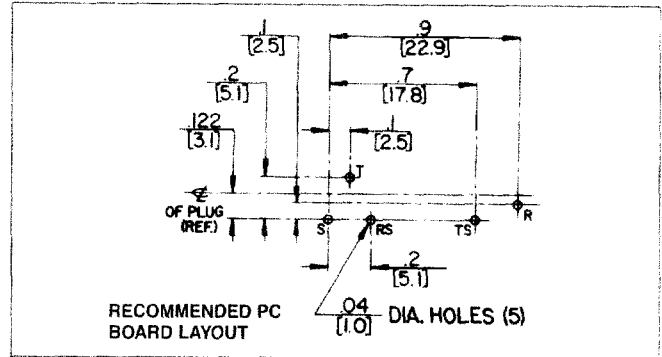 .1
[2.5]
.9
[22.9]
.2
[5.1]
.7
[17.8]
.122
[3.1]
.1
[2.5]
T
℄
OF PLUG
(REF.)
R
S
RS
TS
.2
[5.1]
RECOMMENDED PC
BOARD LAYOUT
.04
[1.0]
DIA. HOLES (5)